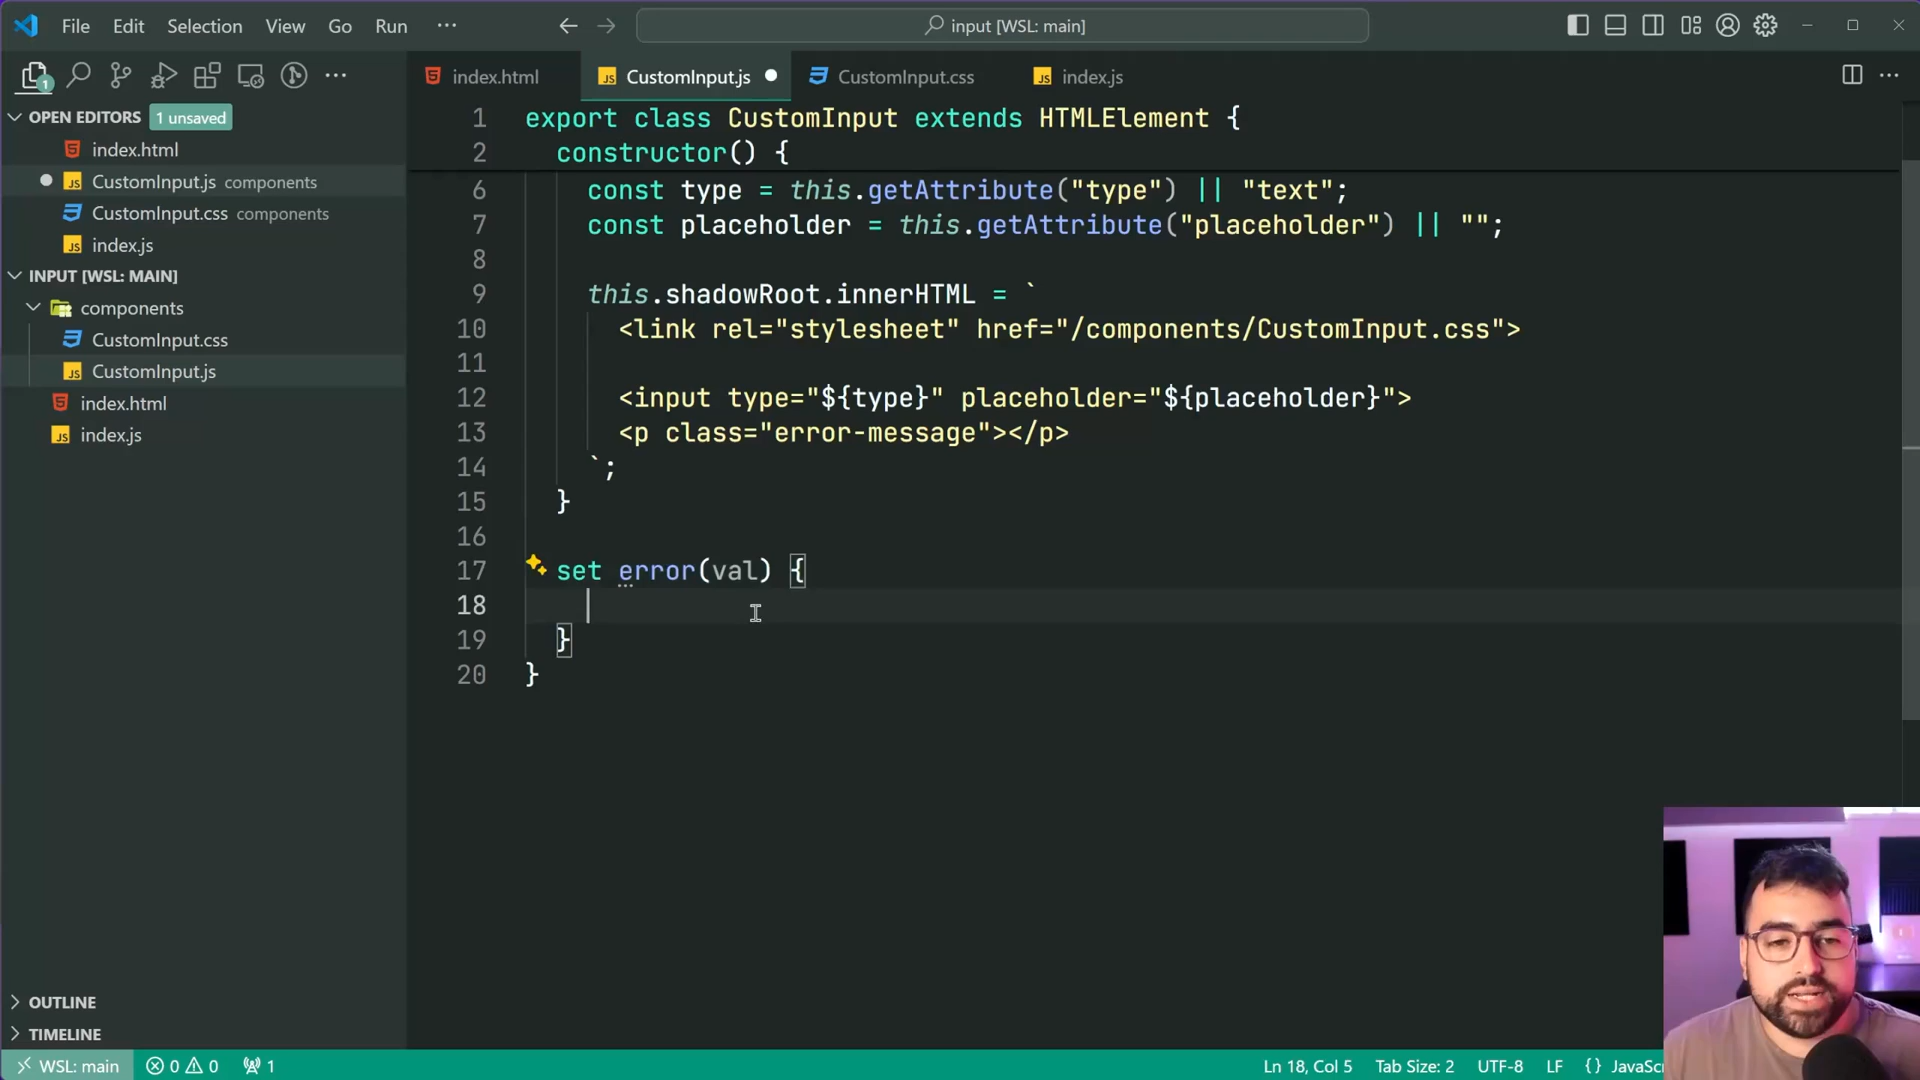 File Edit Selection View Go Run ···
input [WSL: main]
1
OPEN EDITORS 1 unsaved
index.html
CustomInput.js components
CustomInput.css components
index.js
INPUT [WSL: MAIN]
components
CustomInput.css
CustomInput.js
index.html
index.js
OUTLINE
TIMELINE
index.html CustomInput.js CustomInput.css index.js
1 export class CustomInput extends HTMLElement {
2 constructor() {
6 const type = this.getAttribute("type") || "text";
7 const placeholder = this.getAttribute("placeholder") || "";
8
9 this.shadowRoot.innerHTML = `
10 <link rel="stylesheet" href="/components/CustomInput.css">
11
12 <input type="${type}" placeholder="${placeholder}">
13 <p class="error-message"></p>
14 `;
15 }
16
17 set error(val) {
18
19 }
20 }
WSL: main 0 0 1 Ln 18, Col 5 Tab Size: 2 UTF-8 LF {} JavaScr